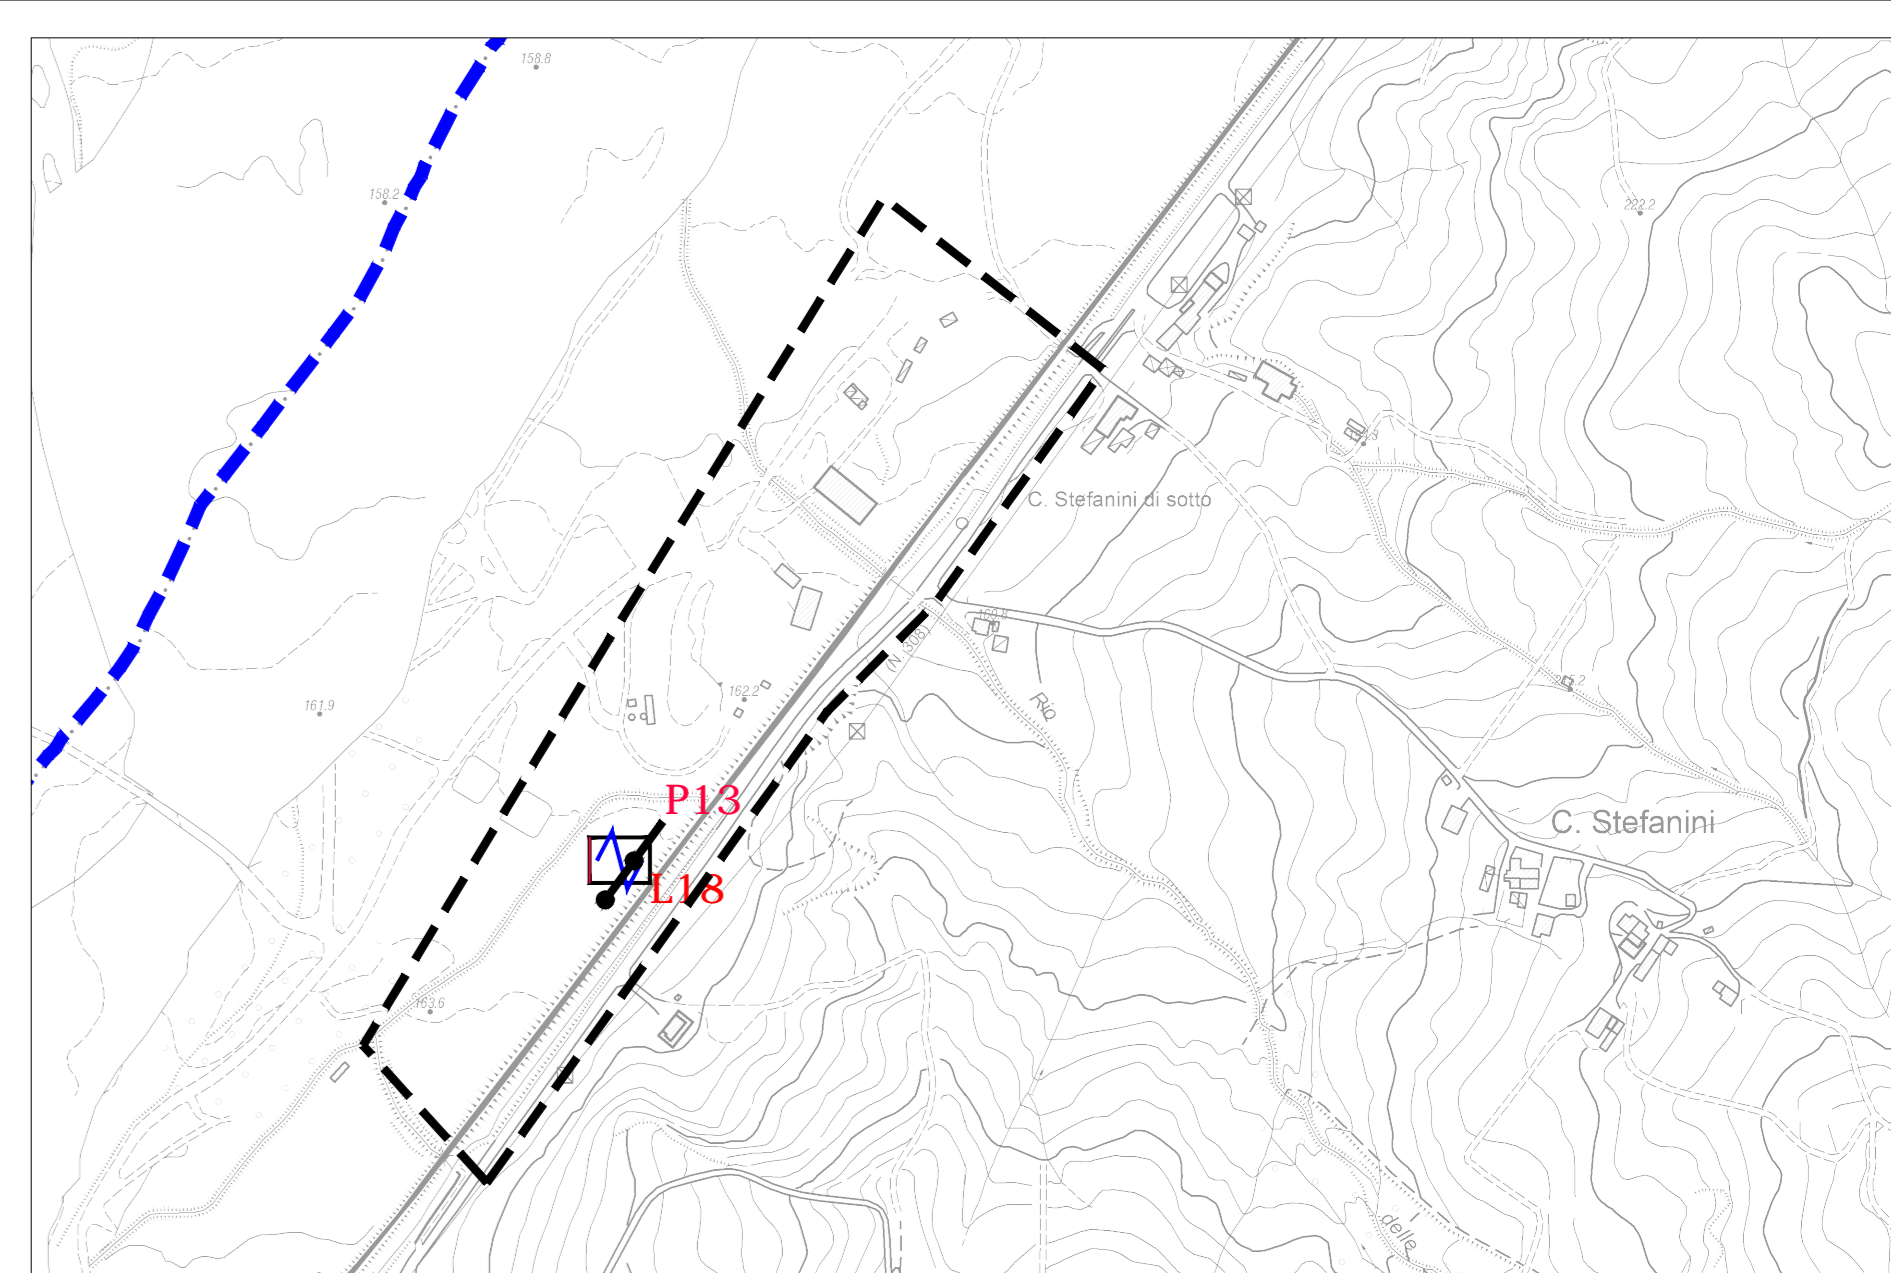 158.8
158.2
222.2
C. Stefanini di sotto
(N.308)
162.2
161.9
Rio
P13
C. Stefanini
L18
163.6
delle